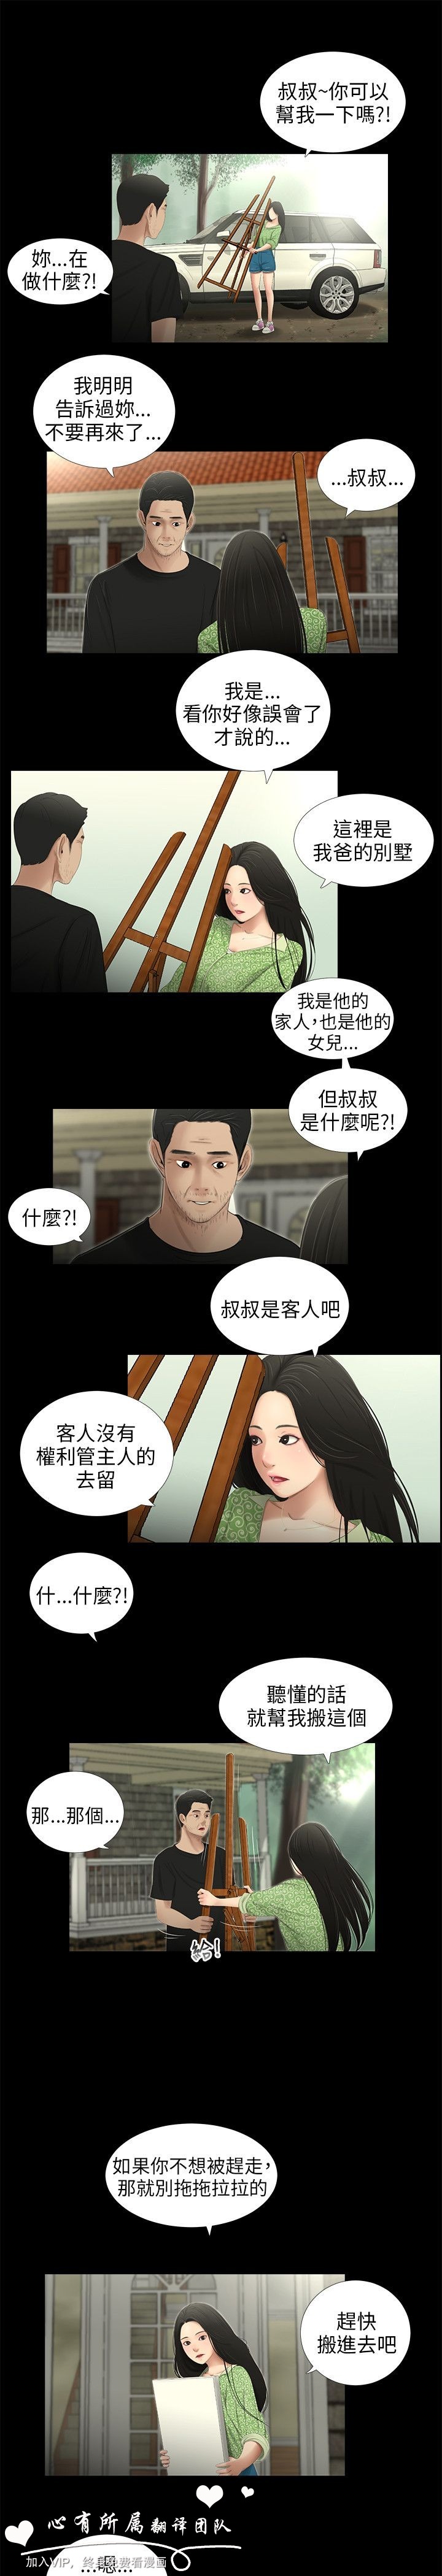 叔叔~你可以
幫我一下嗎?!
妳...在
做什麼?!
我明明
告訴過妳...
不要再來了...
...叔叔...
我是...
看你好像誤會了
才說的...
這裡是
我爸的別墅
我是他的
家人，也是他的
女兒...
但叔叔
是什麼呢?!
什麼?!
叔叔是客人吧
客人沒有
權利管主人的
去留
什...什麼?!
聽懂的話
就幫我搬這個
那...那個...
給!
如果你不想被趕走，
那就別拖拖拉拉的
趕快
搬進去吧
心有所属翻译团队
...嗯...
加入VIP，终身免费看漫画